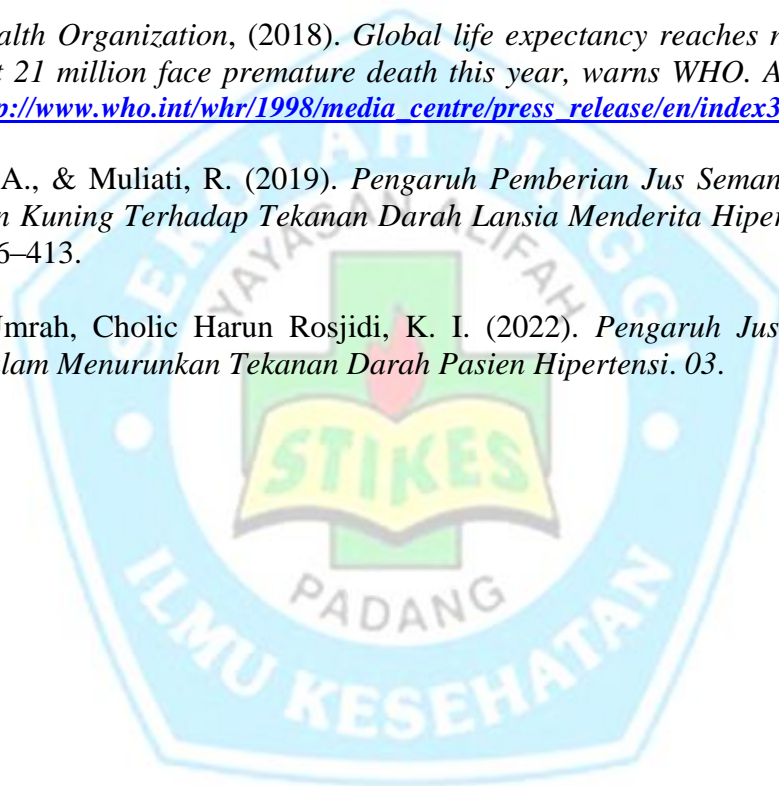 alth Organization, (2018). Global life expectancy reaches
t 21 million face premature death this year, warns WHO. A
p://www.who.int/whr/1998/media_centre/press_release/en/index3
A., & Muliati, R. (2019). Pengaruh Pemberian Jus Seman
n Kuning Terhadap Tekanan Darah Lansia Menderita Hiper
6–413.
mrah, Cholic Harun Rosjidi, K. I. (2022). Pengaruh Jus
lam Menurunkan Tekanan Darah Pasien Hipertensi. 03.
SEKOLAH TINGGI
YAYASAN ALIFAH
STIKES
PADANG
ILMU KESEHATAN